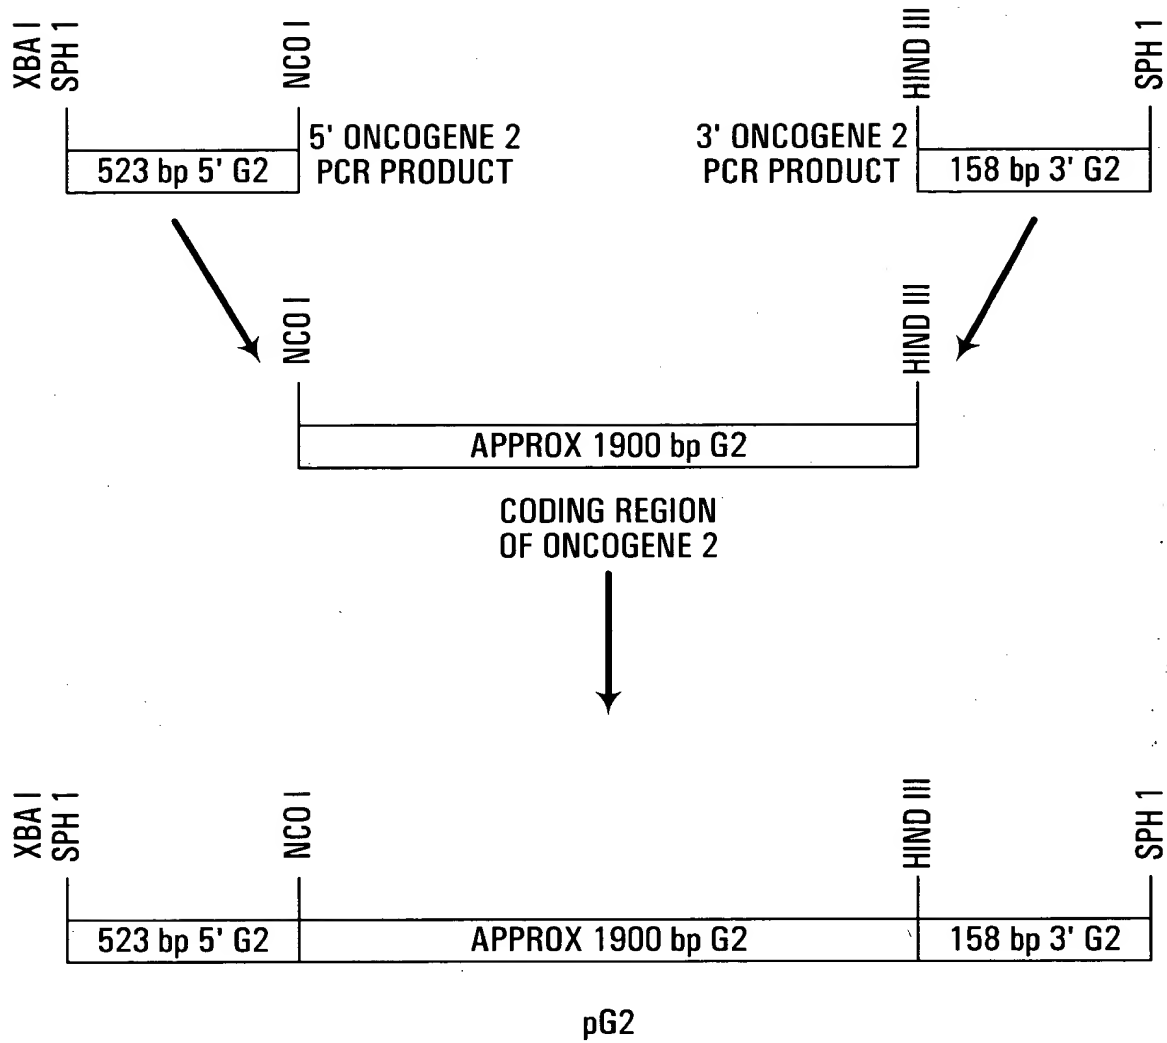 XBA I
SPH 1
NCO I
HIND III
SPH 1
5' ONCOGENE 2
PCR PRODUCT
3' ONCOGENE 2
PCR PRODUCT
523 bp 5' G2
158 bp 3' G2
NCO I
HIND III
APPROX 1900 bp G2
CODING REGION
OF ONCOGENE 2
XBA I
SPH 1
NCO I
HIND III
SPH 1
523 bp 5' G2
APPROX 1900 bp G2
158 bp 3' G2
pG2